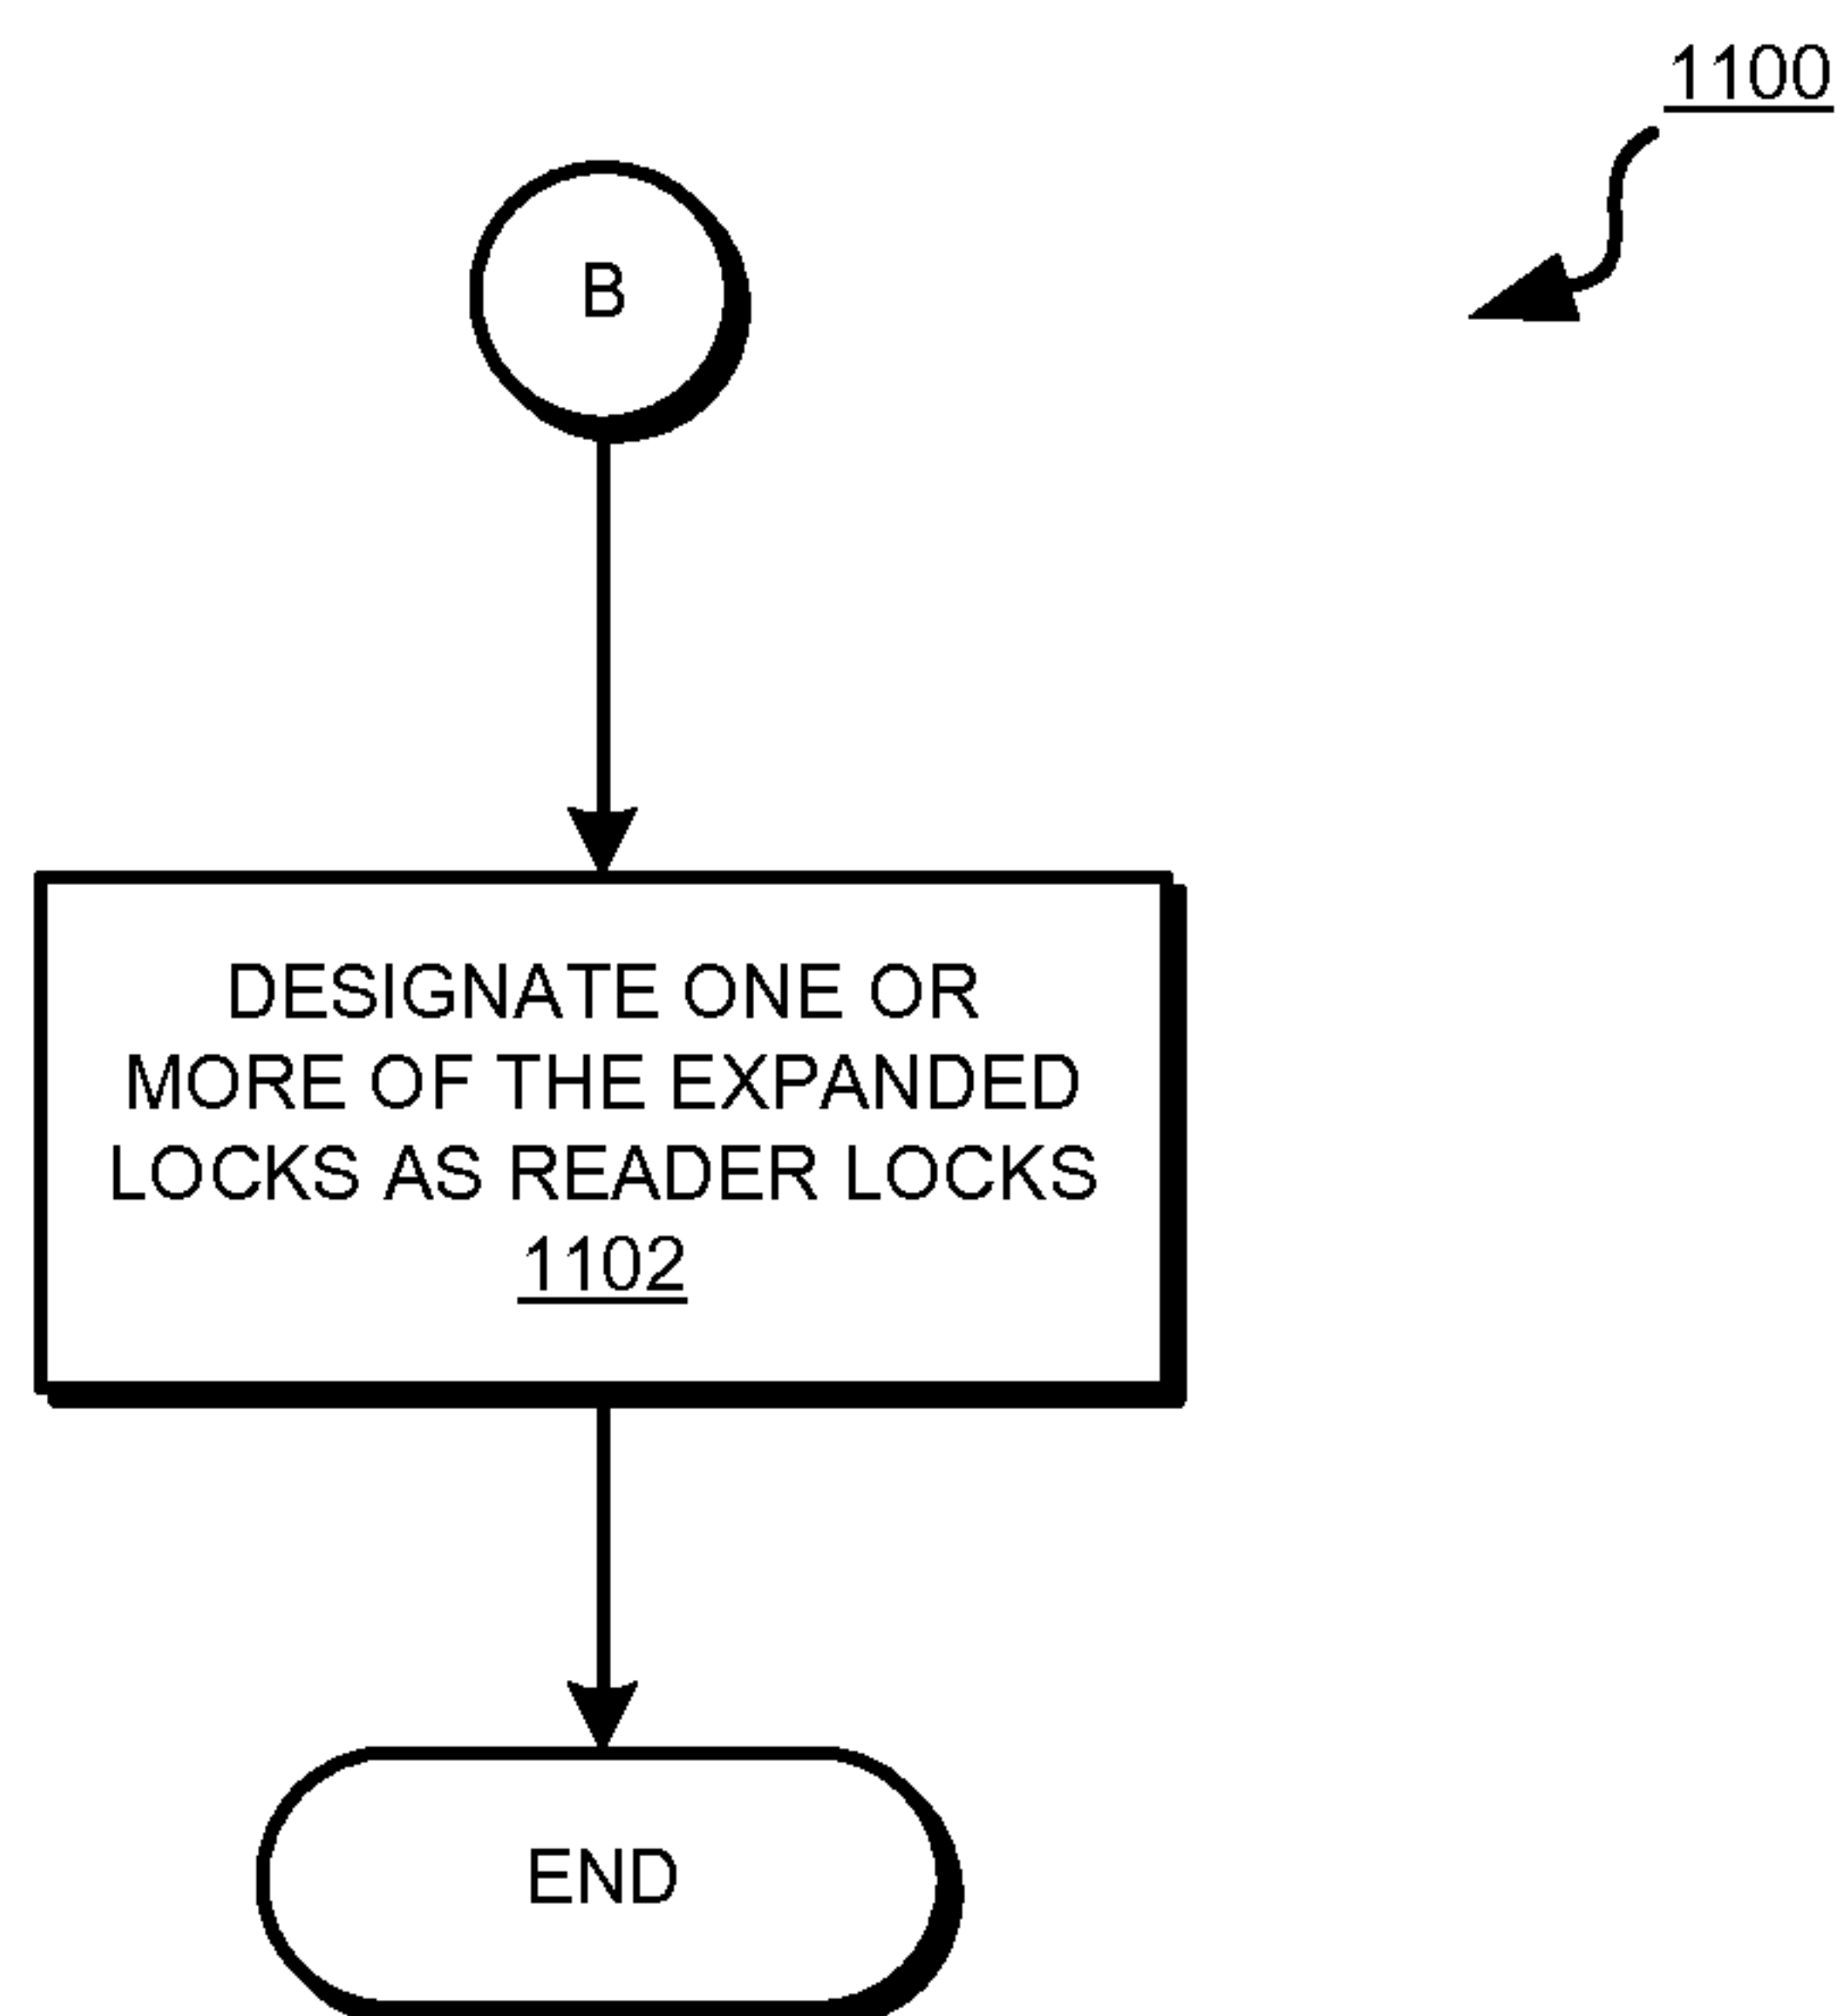 1100
B
DESIGNATE ONE OR
MORE OF THE EXPANDED
LOCKS AS READER LOCKS
1102
END